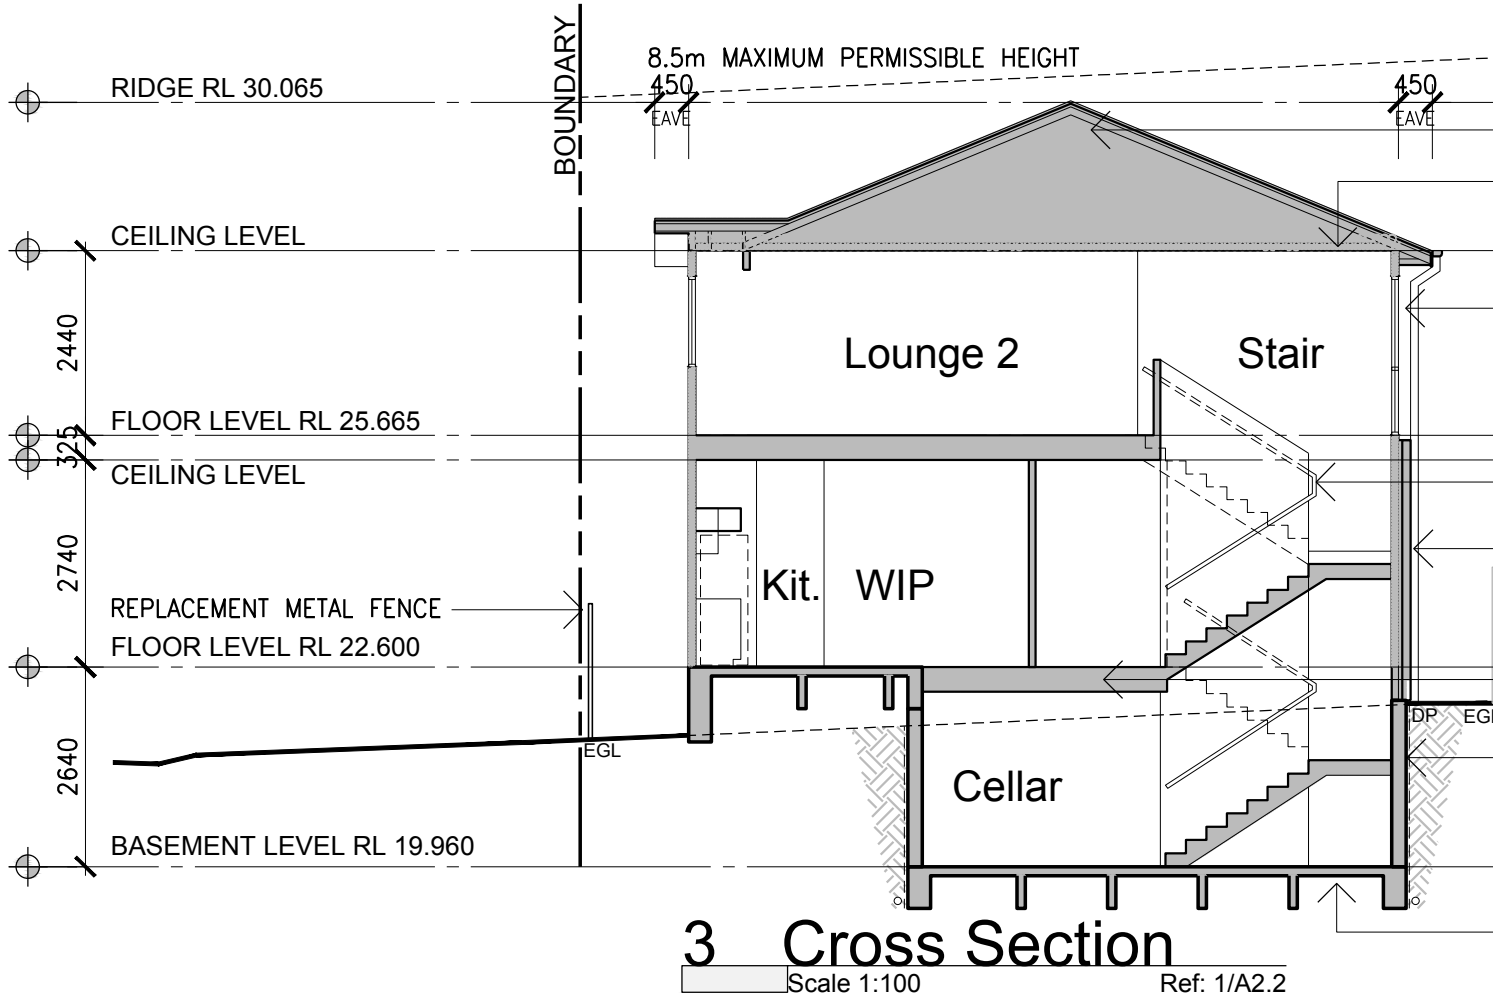 BOUNDARY
8.5m MAXIMUM PERMISSIBLE HEIGHT
RIDGE RL 30.065
450
EAVE
450
EAVE
CEILING LEVEL
2440
Lounge 2
Stair
FLOOR LEVEL RL 25.665
325
CEILING LEVEL
2740
Kit.
WIP
REPLACEMENT METAL FENCE
FLOOR LEVEL RL 22.600
DP
EGL
EGL
2640
Cellar
BASEMENT LEVEL RL 19.960
3 Cross Section
Scale 1:100
Ref: 1/A2.2